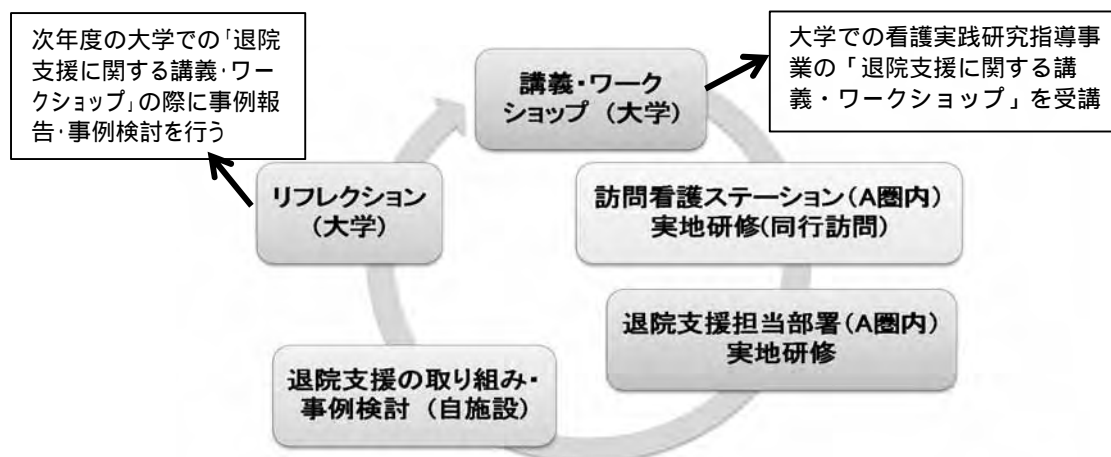 次年度の大学での「退院
支援に関する講義・ワー
クショップ」の際に事例報
告・事例検討を行う
大学での看護実践研究指導事
業の「退院支援に関する講
義・ワークショップ」を受講
講義・ワーク
ショップ（大学）
訪問看護ステーション（A圏内）
実地研修(同行訪問)
退院支援担当部署（A圏内）
実地研修
退院支援の取り組み・
事例検討（自施設）
リフレクション
（大学）